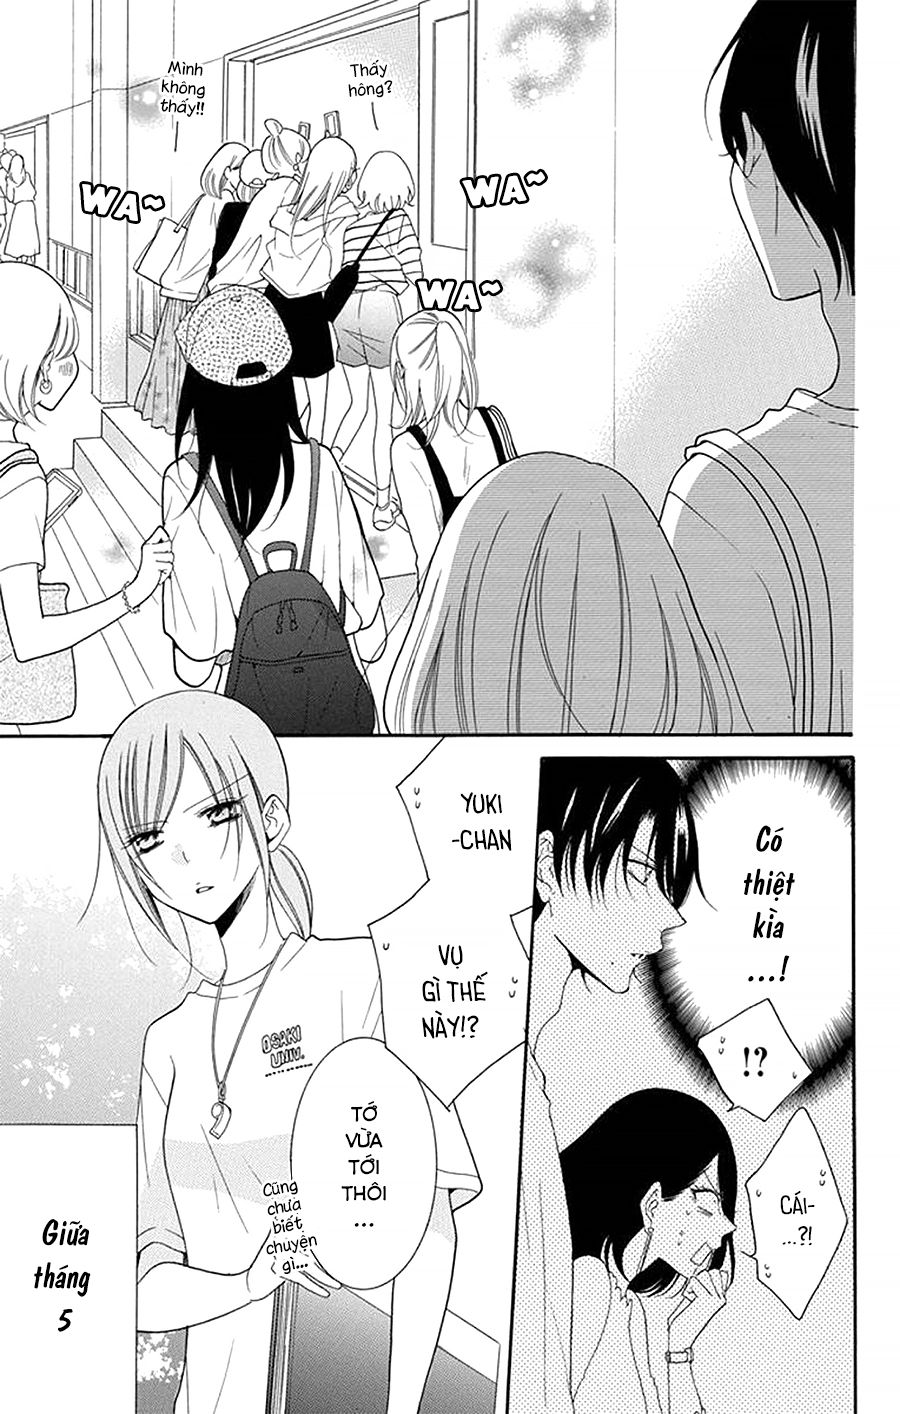 Thấy
hông?
Mình
không
thấy!!
WA~
WA~
WA~
Có
thiệt
kìa
...!
!?
CÁI-
...?!
YUKI
-CHAN
VỤ
GÌ THẾ
NÀY!?
OSAKI
UNIV.
TỚ
VỪA
TỚI
THÔI
...
Cũng
chưa
biết
chuyện
gì...
Giữa
tháng
5